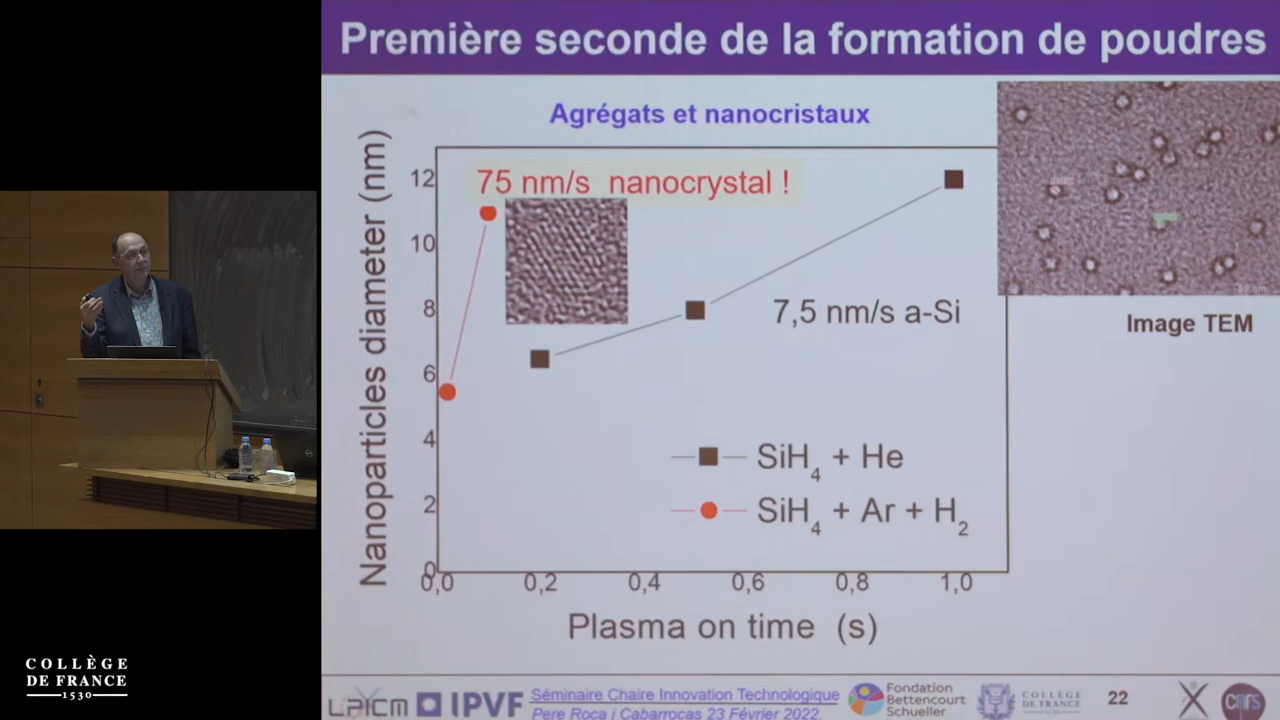 Première seconde de la formation de poudres
Agrégats et nanocristaux
Nanoparticles diameter (nm)
12
10
8
6
4
2
0
75 nm/s nanocrystal !
7,5 nm/s a-Si
SiH4 + He
SiH4 + Ar + H2
0,0 0,2 0,4 0,6 0,8 1,0
Plasma on time (s)
Image TEM
COLLÈGE
DE FRANCE
1530
LPICM IPVF
Séminaire Chaire Innovation Technologique
Pere Roca i Cabarrocas 23 Février 2022.
Fondation
Bettencourt
Schueller
COLLÈGE
DE FRANCE
22
cnrs